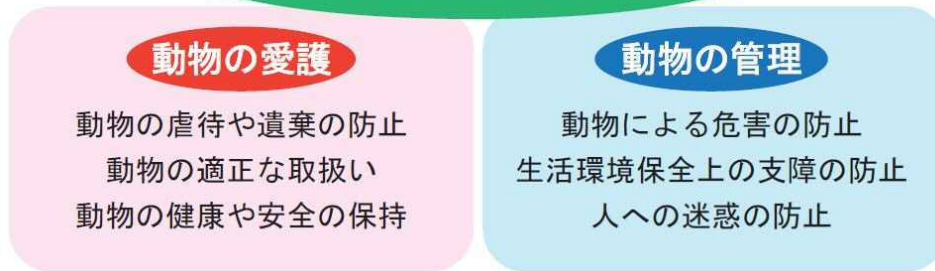 動物の愛護
動物の虐待や遺棄の防止
動物の適正な取扱い
動物の健康や安全の保持
動物の管理
動物による危害の防止
生活環境保全上の支障の防止
人への迷惑の防止